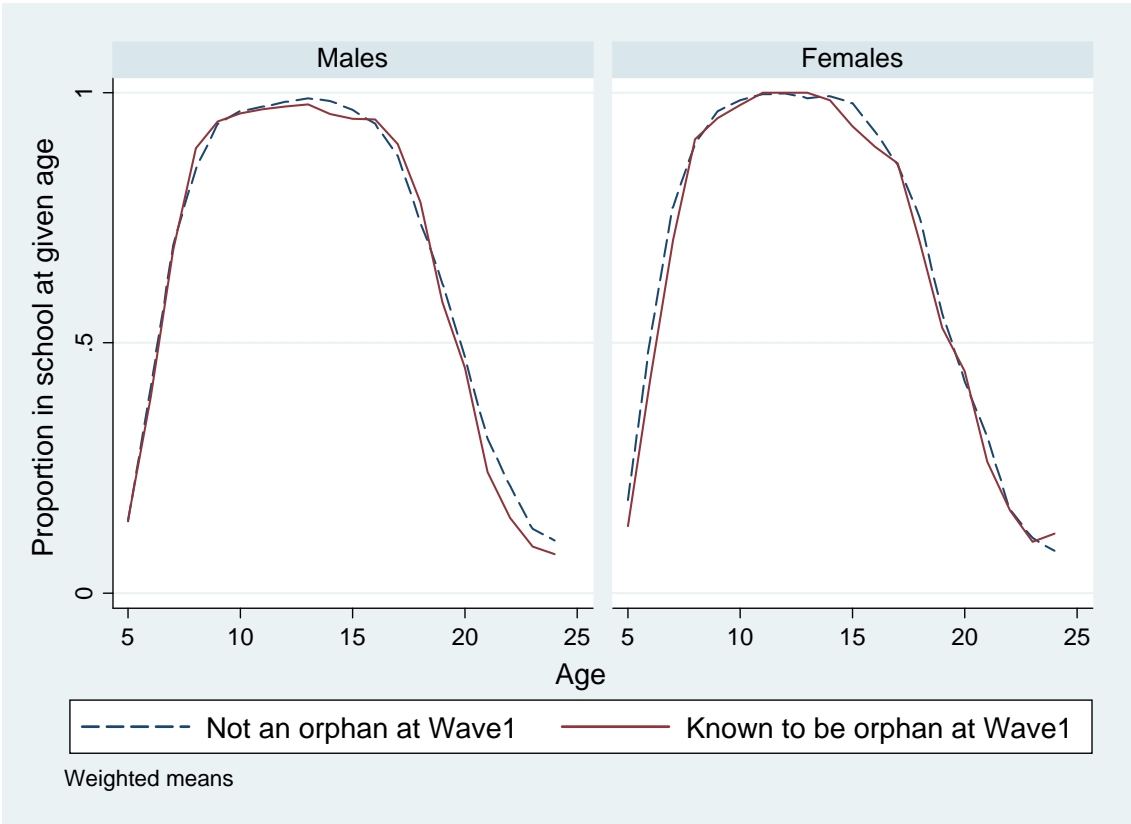 Males
Females
Proportion in school at given age
1
.5
0
5 10 15 20 25
5 10 15 20 25
Age
Not an orphan at Wave1
Known to be orphan at Wave1
Weighted means